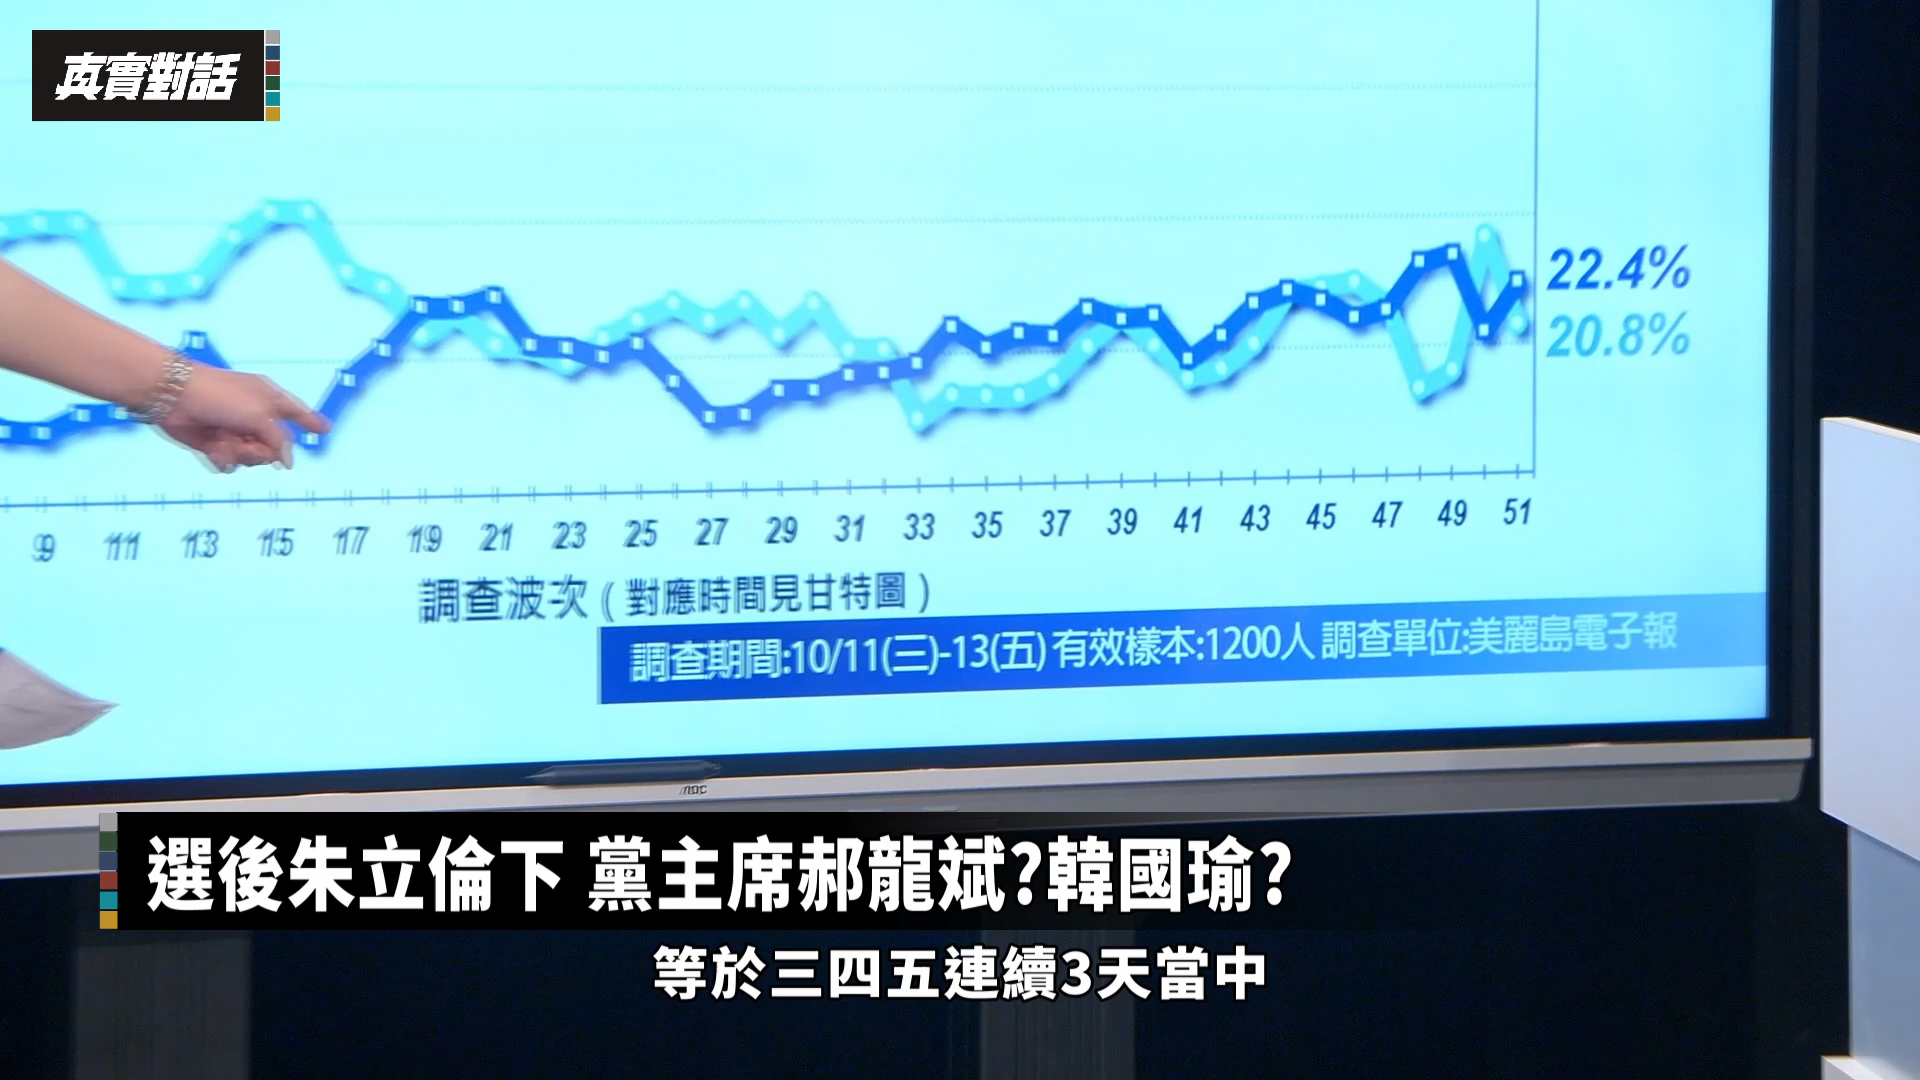 真實對話
22.4%
20.8%
9 11 13 15 17 19 21 23 25 27 29 31 33 35 37 39 41 43 45 47 49 51
調查波次(對應時間見甘特圖)
調查期間:10/11(三)-13(五) 有效樣本:1200人 調查單位:美麗島電子報
選後朱立倫下 黨主席郝龍斌?韓國瑜?
等於三四五連續3天當中